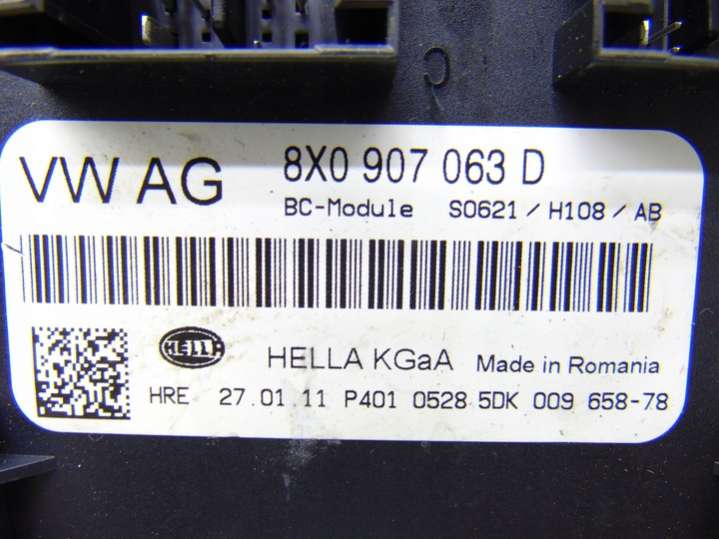 C
VW AG 8X0 907 063 D
BC-Module S0621 / H108 / AB
HELLA HELLA KGaA Made in Romania
HRE 27.01.11 P401 0528 5DK 009 658-78